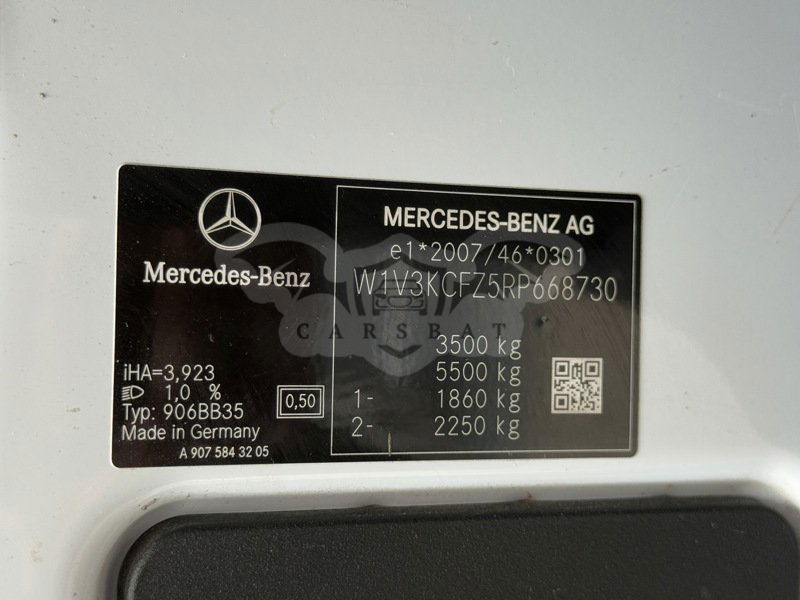 Mercedes-Benz
iHA=3,923
1,0 %
Typ: 906BB35
0,50
Made in Germany
A 907 584 32 05
MERCEDES-BENZ AG
e1*2007/46*0301
W1V3KCFZ5RP668730
3500 kg
5500 kg
1- 1860 kg
2- 2250 kg
CARSBAT